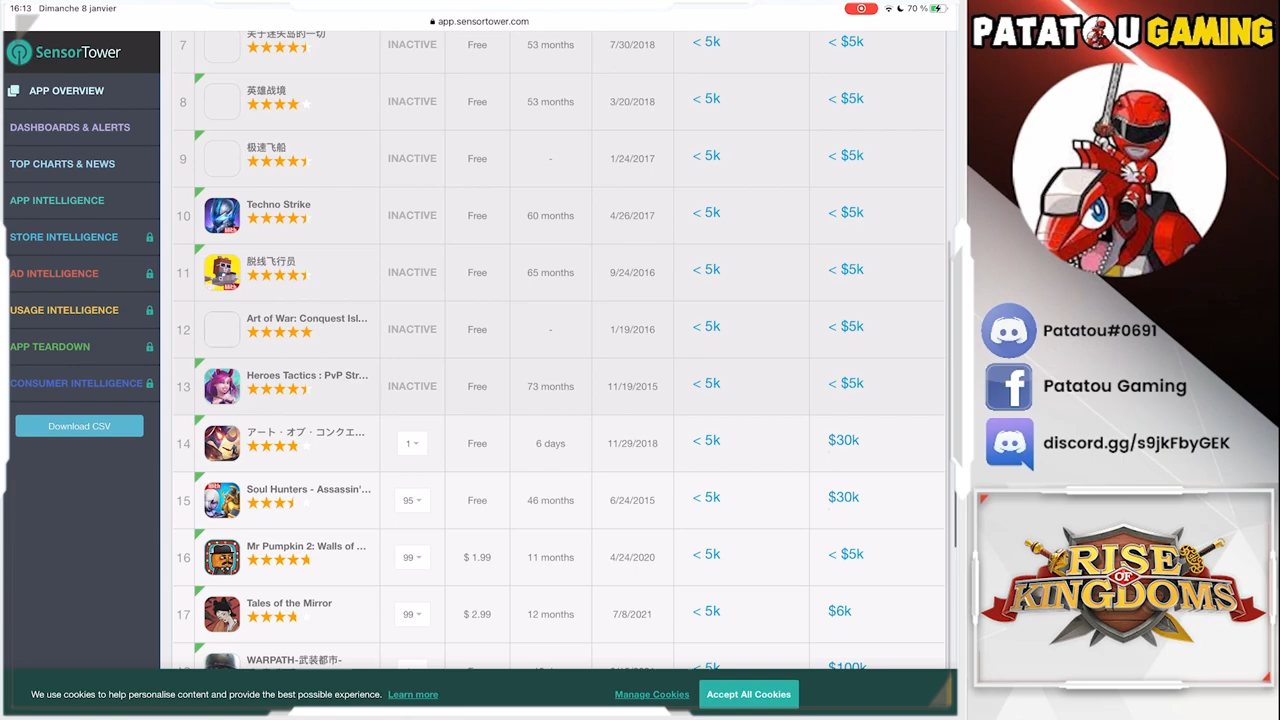 16:13 Dimanche 8 janvier
70 %
app.sensortower.com
SensorTower
APP OVERVIEW
DASHBOARDS & ALERTS
TOP CHARTS & NEWS
APP INTELLIGENCE
STORE INTELLIGENCE
AD INTELLIGENCE
USAGE INTELLIGENCE
APP TEARDOWN
CONSUMER INTELLIGENCE
Download CSV
7 关于迷失岛的一切 INACTIVE Free 53 months 7/30/2018 < 5k < $5k
8 英雄战境 INACTIVE Free 53 months 3/20/2018 < 5k < $5k
9 极速飞船 INACTIVE Free - 1/24/2017 < 5k < $5k
10 Techno Strike INACTIVE Free 60 months 4/26/2017 < 5k < $5k
11 脱线飞行员 INACTIVE Free 65 months 9/24/2016 < 5k < $5k
12 Art of War: Conquest Isl... INACTIVE Free - 1/19/2016 < 5k < $5k
13 Heroes Tactics : PvP Str... INACTIVE Free 73 months 11/19/2015 < 5k < $5k
14 アート・オブ・コンクエ... 1 Free 6 days 11/29/2018 < 5k $30k
15 Soul Hunters - Assassin'... 95 Free 46 months 6/24/2015 < 5k $30k
16 Mr Pumpkin 2: Walls of ... 99 $ 1.99 11 months 4/24/2020 < 5k < $5k
17 Tales of the Mirror 99 $ 2.99 12 months 7/8/2021 < 5k $6k
WARPATH-武装都市- < 5k $100k
We use cookies to help personalise content and provide the best possible experience. Learn more
Manage Cookies
Accept All Cookies
PATATOU GAMING
Patatou#0691
Patatou Gaming
discord.gg/s9jkFbyGEK
RISE
OF
KINGDOMS